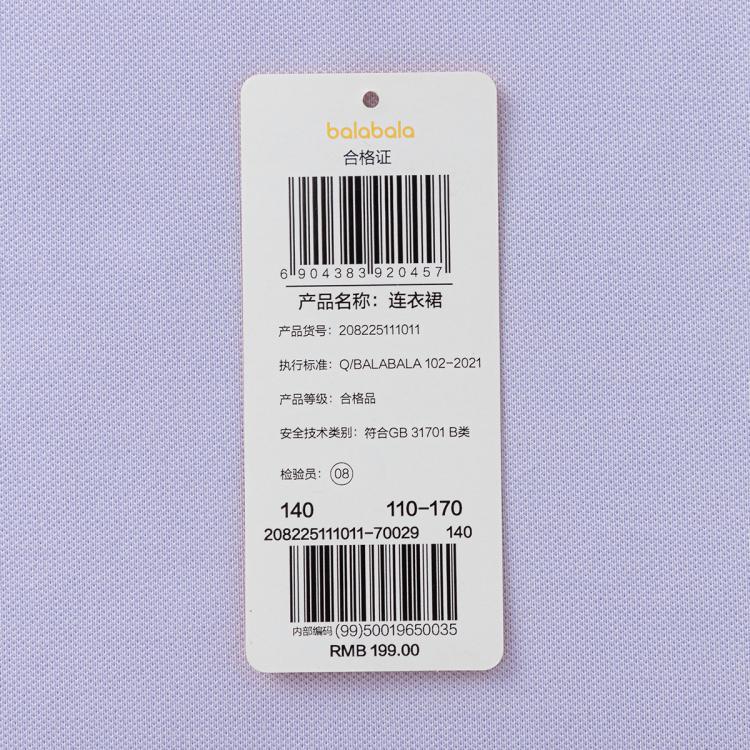 balabala
合格证
6 904383 920457
产品名称：连衣裙
产品货号：208225111011
执行标准：Q/BALABALA 102-2021
产品等级：合格品
安全技术类别：符合GB 31701 B类
检验员：08
140 110-170
208225111011-70029 140
内部编码 (99)50019650035
RMB 199.00